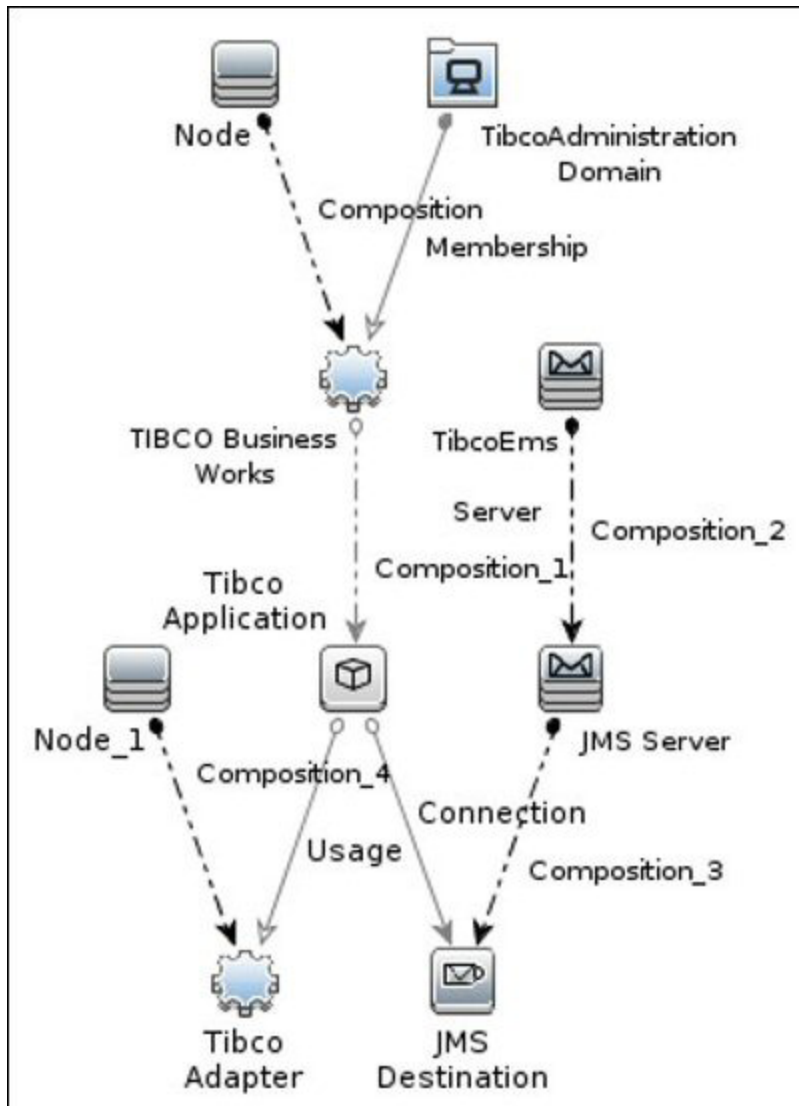 Node
TibcoAdministration
Domain
Composition
Membership
TIBCO Business
Works
TibcoEms
Server
Composition_2
Composition_1
Tibco
Application
Node_1
JMS Server
Composition_4
Connection
Usage
Composition_3
Tibco
Adapter
JMS
Destination